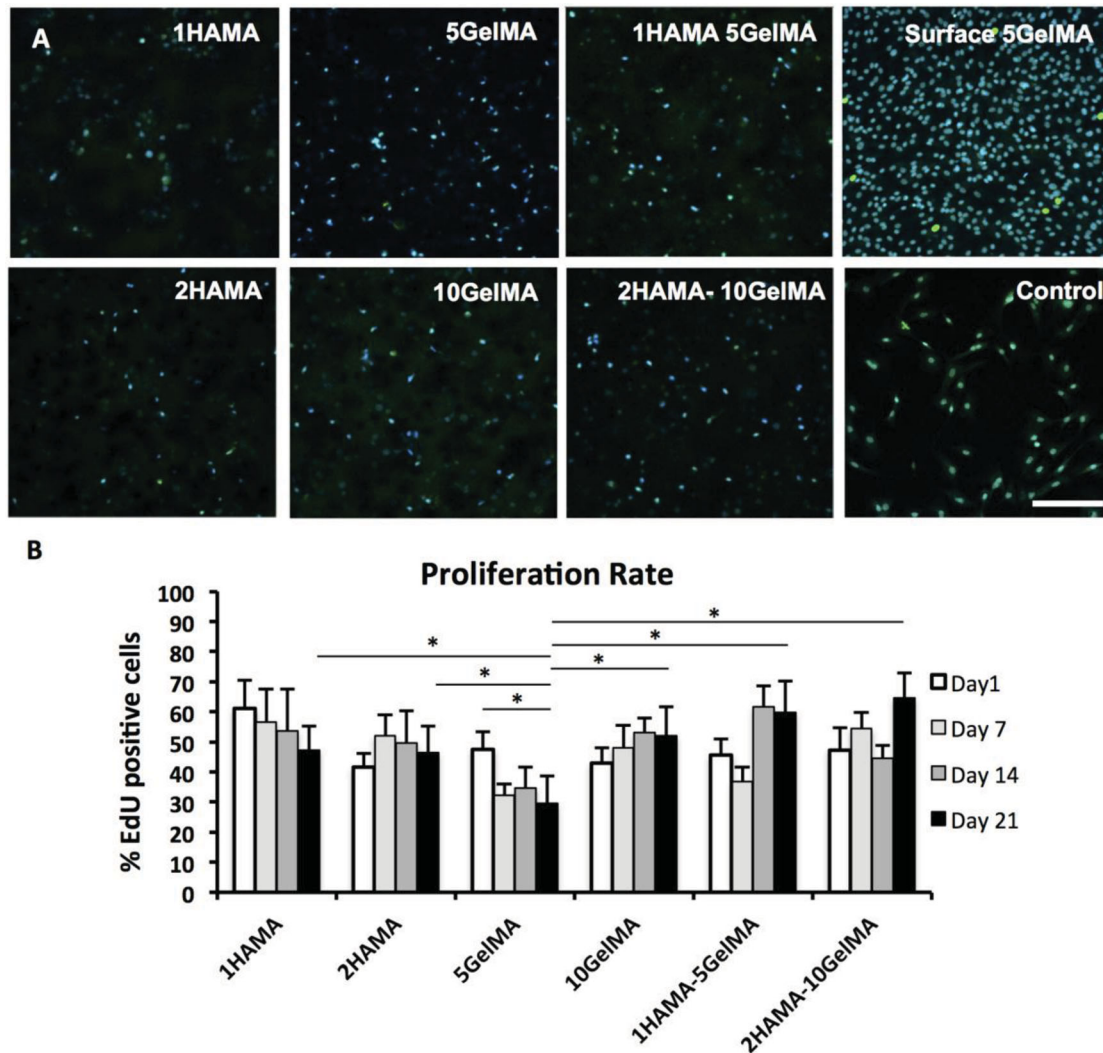 A
1HAMA
5GelMA
1HAMA 5GelMA
Surface 5GelMA
2HAMA
10GelMA
2HAMA- 10GelMA
Control
B
Proliferation Rate
% EdU positive cells
100
90
80
70
60
50
40
30
20
10
0
*
*
*
*
*
*
Day1
Day 7
Day 14
Day 21
1HAMA
2HAMA
5GelMA
10GelMA
1HAMA-5GelMA
2HAMA-10GelMA